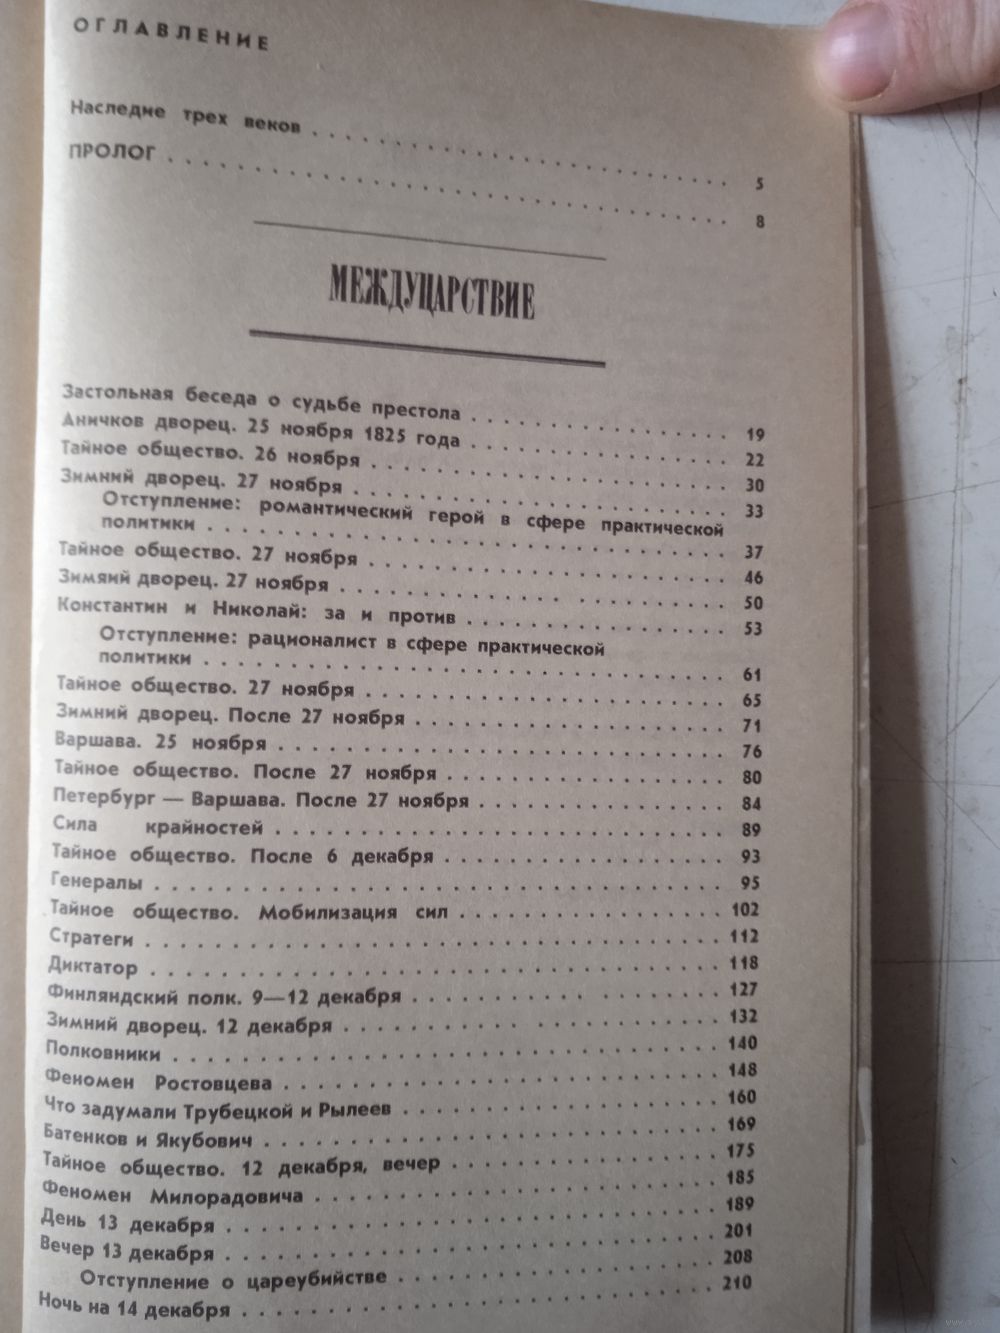 ОГЛАВЛЕНИЕ
Наследие трех веков . . . 5
ПРОЛОГ . . . 8
МЕЖДУЦАРСТВИЕ
Застольная беседа о судьбе престола . . . 19
Аничков дворец. 25 ноября 1825 года . . . 22
Тайное общество. 26 ноября . . . 30
Зимний дворец. 27 ноября . . . 33
Отступление: романтический герой в сфере практической
политики . . . 37
Тайное общество. 27 ноября . . . 46
Зимяий дворец. 27 ноября . . . 50
Константин и Николай: за и против . . . 53
Отступление: рационалист в сфере практической
политики . . . 61
Тайное общество. 27 ноября . . . 65
Зимний дворец. После 27 ноября . . . 71
Варшава. 25 ноября . . . 76
Тайное общество. После 27 ноября . . . 80
Петербург — Варшава. После 27 ноября . . . 84
Сила крайностей . . . 89
Тайное общество. После 6 декабря . . . 93
Генералы . . . 95
Тайное общество. Мобилизация сил . . . 102
Стратеги . . . 112
Диктатор . . . 118
Финляндский полк. 9—12 декабря . . . 127
Зимний дворец. 12 декабря . . . 132
Полковники . . . 140
Феномен Ростовцева . . . 148
Что задумали Трубецкой и Рылеев . . . 160
Батенков и Якубович . . . 169
Тайное общество. 12 декабря, вечер . . . 175
Феномен Милорадовича . . . 185
День 13 декабря . . . 189
Вечер 13 декабря . . . 201
Отступление о цареубийстве . . . 208
Ночь на 14 декабря . . . 210